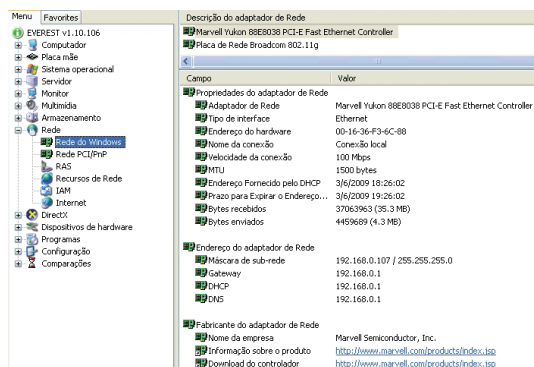 Menu Favorites
EVEREST v1.10.106
Computador
Placa mãe
Sistema operacional
Servidor
Monitor
Multimídia
Armazenamento
Rede
Rede do Windows
Rede PCI/PnP
RAS
Recursos de Rede
IAM
Internet
DirectX
Dispositivos de hardware
Programas
Configuração
Comparações
Descrição do adaptador de Rede
Marvell Yukon 88E8038 PCI-E Fast Ethernet Controller
Placa de Rede Broadcom 802.11g
Campo Valor
Propriedades do adaptador de Rede
Adaptador de Rede Marvell Yukon 88E8038 PCI-E Fast Ethernet Controller
Tipo de interface Ethernet
Endereço do hardware 00-16-36-F3-6C-88
Nome da conexão Conexão local
Velocidade da conexão 100 Mbps
MTU 1500 bytes
Endereço Fornecido pelo DHCP 3/6/2009 18:26:02
Prazo para Expirar o Endereço... 3/6/2009 19:26:02
Bytes recebidos 37063963 (35.3 MB)
Bytes enviados 4459689 (4.3 MB)
Endereço do adaptador de Rede
Máscara de sub-rede 192.168.0.107 / 255.255.255.0
Gateway 192.168.0.1
DHCP 192.168.0.1
DNS 192.168.0.1
Fabricante do adaptador de Rede
Nome da empresa Marvell Semiconductor, Inc.
Informação sobre o produto http://www.marvell.com/products/index.jsp
Download do controlador http://www.marvell.com/products/index.jsp